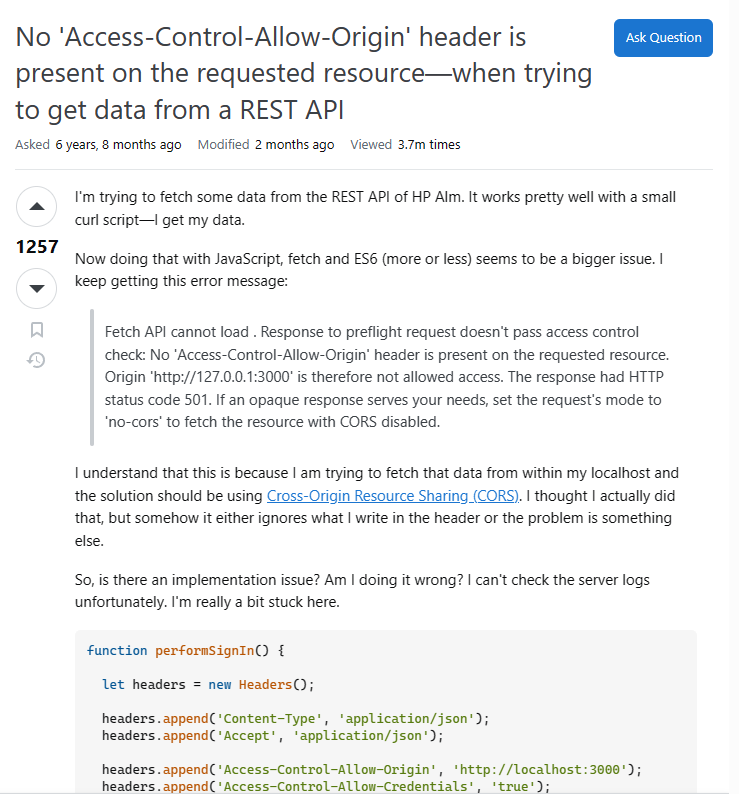 No 'Access-Control-Allow-Origin' header is
present on the requested resource—when trying
to get data from a REST API
Ask Question
Asked 6 years, 8 months ago Modified 2 months ago Viewed 3.7m times
1257
I'm trying to fetch some data from the REST API of HP Alm. It works pretty well with a small
curl script—I get my data.
Now doing that with JavaScript, fetch and ES6 (more or less) seems to be a bigger issue. I
keep getting this error message:
Fetch API cannot load . Response to preflight request doesn't pass access control
check: No 'Access-Control-Allow-Origin' header is present on the requested resource.
Origin 'http://127.0.0.1:3000' is therefore not allowed access. The response had HTTP
status code 501. If an opaque response serves your needs, set the request's mode to
'no-cors' to fetch the resource with CORS disabled.
I understand that this is because I am trying to fetch that data from within my localhost and
the solution should be using Cross-Origin Resource Sharing (CORS). I thought I actually did
that, but somehow it either ignores what I write in the header or the problem is something
else.
So, is there an implementation issue? Am I doing it wrong? I can't check the server logs
unfortunately. I'm really a bit stuck here.
function performSignIn() {
let headers = new Headers();
headers.append('Content-Type', 'application/json');
headers.append('Accept', 'application/json');
headers.append('Access-Control-Allow-Origin', 'http://localhost:3000');
headers.append('Access-Control-Allow-Credentials', 'true');